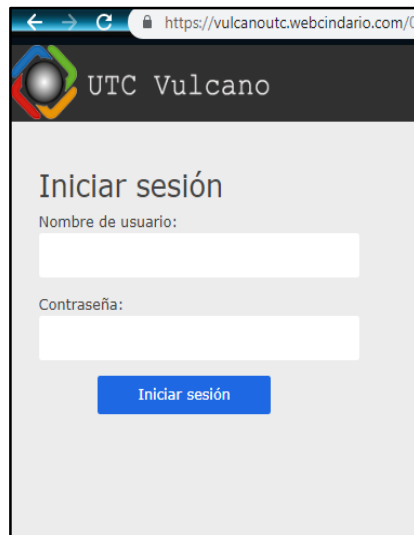 https://vulcanoutc.webcindario.com/
UTC Vulcano
Iniciar sesión
Nombre de usuario:
Contraseña:
Iniciar sesión